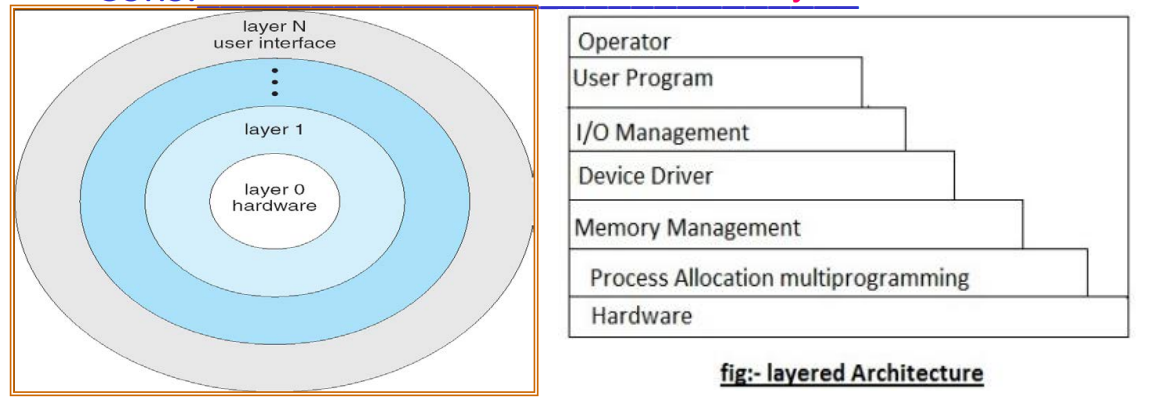 layer N
user interface
layer 1
layer 0
hardware
Operator
User Program
I/O Management
Device Driver
Memory Management
Process Allocation multiprogramming
Hardware
fig:- layered Architecture